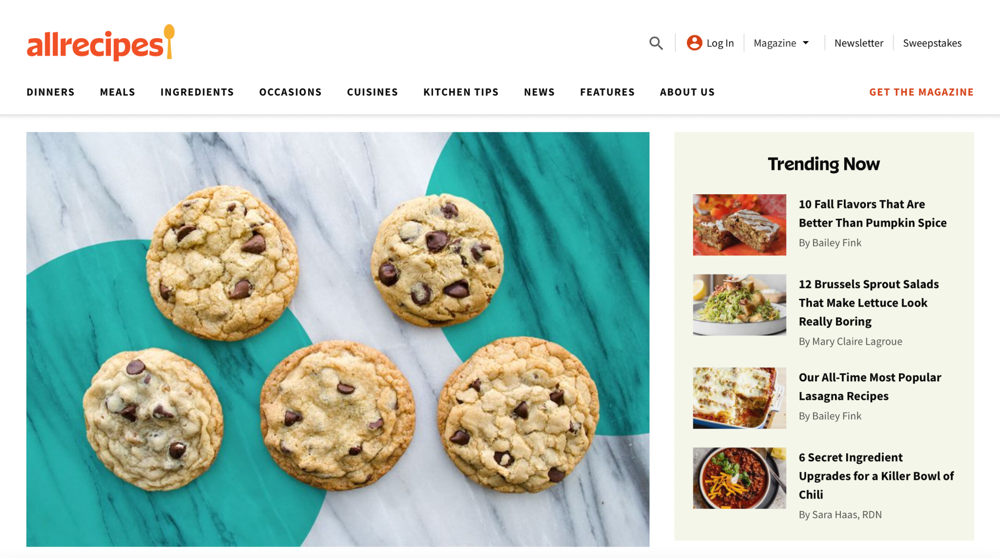 allrecipes
Log In
Magazine
Newsletter
Sweepstakes
DINNERS
MEALS
INGREDIENTS
OCCASIONS
CUISINES
KITCHEN TIPS
NEWS
FEATURES
ABOUT US
GET THE MAGAZINE
Trending Now
10 Fall Flavors That Are
Better Than Pumpkin Spice
By Bailey Fink
12 Brussels Sprout Salads
That Make Lettuce Look
Really Boring
By Mary Claire Lagroue
Our All-Time Most Popular
Lasagna Recipes
By Bailey Fink
6 Secret Ingredient
Upgrades for a Killer Bowl of
Chili
By Sara Haas, RDN